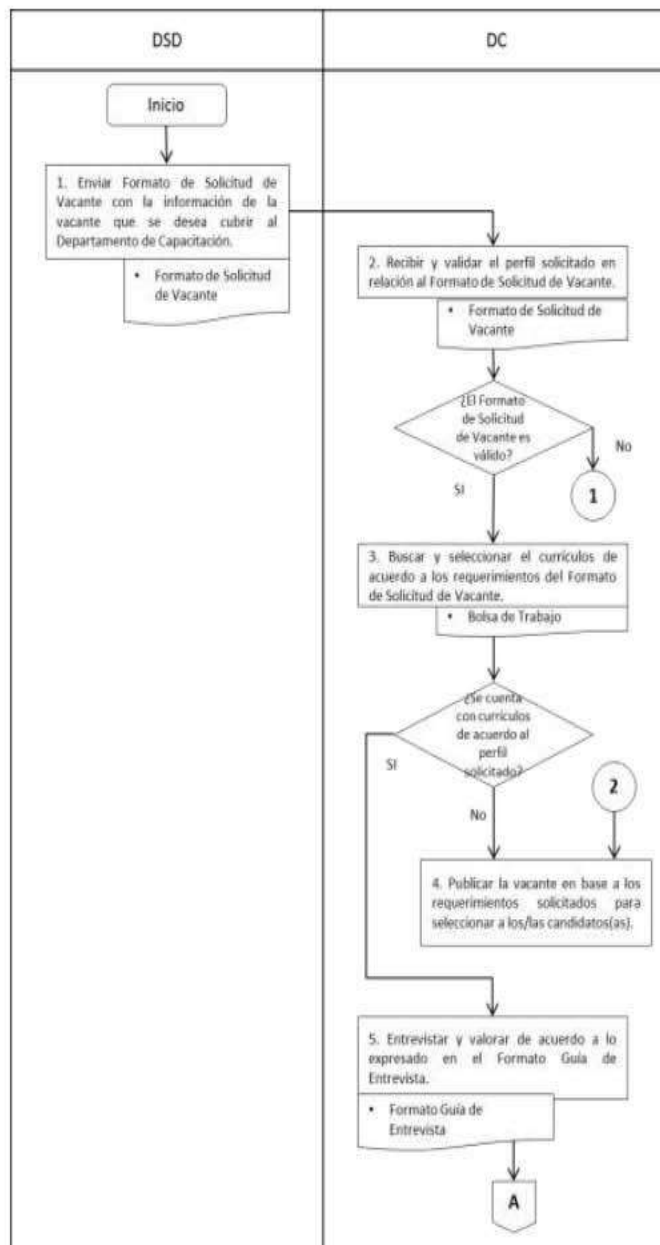 DSD
DC
Inicio
1. Enviar Formato de Solicitud de
Vacante con la información de la
vacante que se desea cubrir al
Departamento de Capacitación.
• Formato de Solicitud
de Vacante
2. Recibir y validar el perfil solicitado en
relación al Formato de Solicitud de Vacante.
• Formato de Solicitud de
Vacante
¿El Formato
de Solicitud
de Vacante es
válido?
No
1
SI
3. Buscar y seleccionar el currículos de
acuerdo a los requerimientos del Formato
de Solicitud de Vacante.
• Bolsa de Trabajo
¿Se cuenta
con currículos
de acuerdo al
perfil
solicitado?
SI
No
2
4. Publicar la vacante en base a los
requerimientos solicitados para
seleccionar a los/las candidatos(as).
5. Entrevistar y valorar de acuerdo a lo
expresado en el Formato Guía de
Entrevista.
• Formato Guía de
Entrevista
A